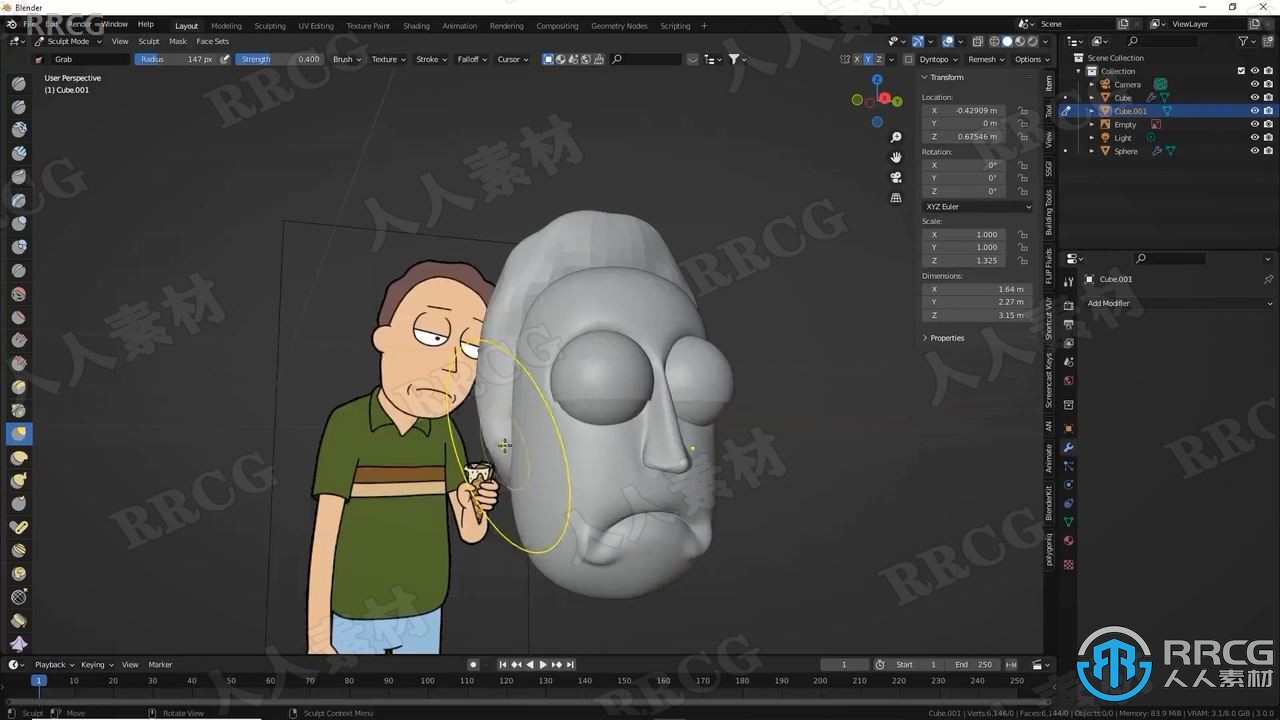 Blender
File Edit Render Window Help Layout Modeling Sculpting UV Editing Texture Paint Shading Animation Rendering Compositing Geometry Nodes Scripting + Scene ViewLayer
RRCG
Sculpt Mode View Sculpt Mask Face Sets
Grab Radius 147 px Strength 0.400 Brush Texture Stroke Falloff Cursor X Y Z Dyntopo Remesh Options
User Perspective
(1) Cube.001
Transform
Location:
X -0.42909 m
Y 0 m
Z 0.67546 m
Rotation:
X 0°
Y 0°
Z 0°
XYZ Euler
Scale:
X 1.000
Y 1.000
Z 1.325
Dimensions:
X 1.64 m
Y 2.27 m
Z 3.15 m
Properties
Item
Tool
View
SSGI
Building Tools
FLIP Fluids
Shortcut VUr
Screencast Keys
AN
Animate
BlenderKit
polygoniq
Scene Collection
Collection
Camera
Cube
Cube.001
Empty
Light
Sphere
Cube.001
Add Modifier
Playback Keying View Marker 1 Start 1 End 250
1 10 20 30 40 50 60 70 80 90 100 110 120 130 140 150 160 170 180 190 200 210 220 230 240 250
Sculpt Move Rotate View Sculpt Context Menu Cube.001 | Verts:6,146/0 | Faces:6,144/0 | Objects:0/0 | Memory: 83.9 MiB | VRAM: 3.1/8.0 GiB | 3.0.0
RRCG
人人素材